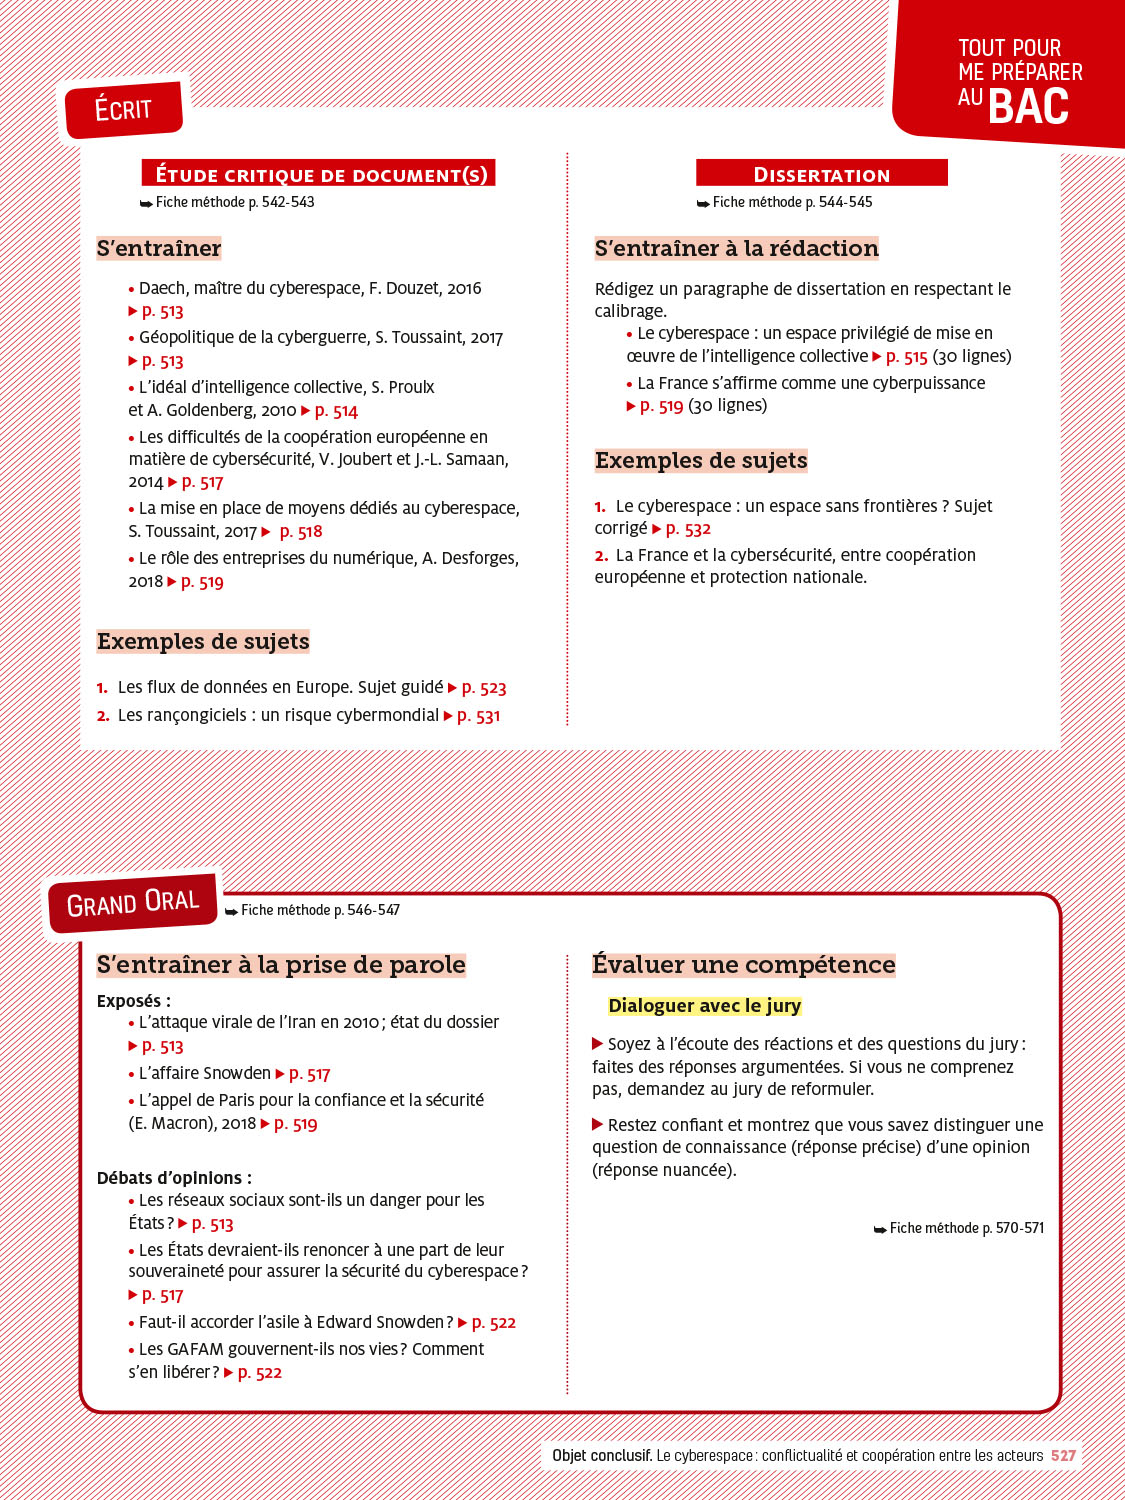 TOUT POUR
ME PRÉPARER
AU BAC
ÉCRIT
ÉTUDE CRITIQUE DE DOCUMENT(S)
➥ Fiche méthode p. 542-543
S'entraîner
• Daech, maître du cyberespace, F. Douzet, 2016
▶ p. 513
• Géopolitique de la cyberguerre, S. Toussaint, 2017
▶ p. 513
• L'idéal d'intelligence collective, S. Proulx
et A. Goldenberg, 2010 ▶ p. 514
• Les difficultés de la coopération européenne en
matière de cybersécurité, V. Joubert et J.-L. Samaan,
2014 ▶ p. 517
• La mise en place de moyens dédiés au cyberespace,
S. Toussaint, 2017 ▶ p. 518
• Le rôle des entreprises du numérique, A. Desforges,
2018 ▶ p. 519
Exemples de sujets
1. Les flux de données en Europe. Sujet guidé ▶ p. 523
2. Les rançongiciels : un risque cybermondial ▶ p. 531
DISSERTATION
➥ Fiche méthode p. 544-545
S'entraîner à la rédaction
Rédigez un paragraphe de dissertation en respectant le
calibrage.
• Le cyberespace : un espace privilégié de mise en
œuvre de l'intelligence collective ▶ p. 515 (30 lignes)
• La France s'affirme comme une cyberpuissance
▶ p. 519 (30 lignes)
Exemples de sujets
1. Le cyberespace : un espace sans frontières ? Sujet
corrigé ▶ p. 532
2. La France et la cybersécurité, entre coopération
européenne et protection nationale.
GRAND ORAL
➥ Fiche méthode p. 546-547
S'entraîner à la prise de parole
Exposés :
• L'attaque virale de l'Iran en 2010 ; état du dossier
▶ p. 513
• L'affaire Snowden ▶ p. 517
• L'appel de Paris pour la confiance et la sécurité
(E. Macron), 2018 ▶ p. 519
Débats d'opinions :
• Les réseaux sociaux sont-ils un danger pour les
États ? ▶ p. 513
• Les États devraient-ils renoncer à une part de leur
souveraineté pour assurer la sécurité du cyberespace ?
▶ p. 517
• Faut-il accorder l'asile à Edward Snowden ? ▶ p. 522
• Les GAFAM gouvernent-ils nos vies ? Comment
s'en libérer ? ▶ p. 522
Évaluer une compétence
Dialoguer avec le jury
▶ Soyez à l'écoute des réactions et des questions du jury :
faites des réponses argumentées. Si vous ne comprenez
pas, demandez au jury de reformuler.
▶ Restez confiant et montrez que vous savez distinguer une
question de connaissance (réponse précise) d'une opinion
(réponse nuancée).
➥ Fiche méthode p. 570-571
Objet conclusif. Le cyberespace : conflictualité et coopération entre les acteurs 527